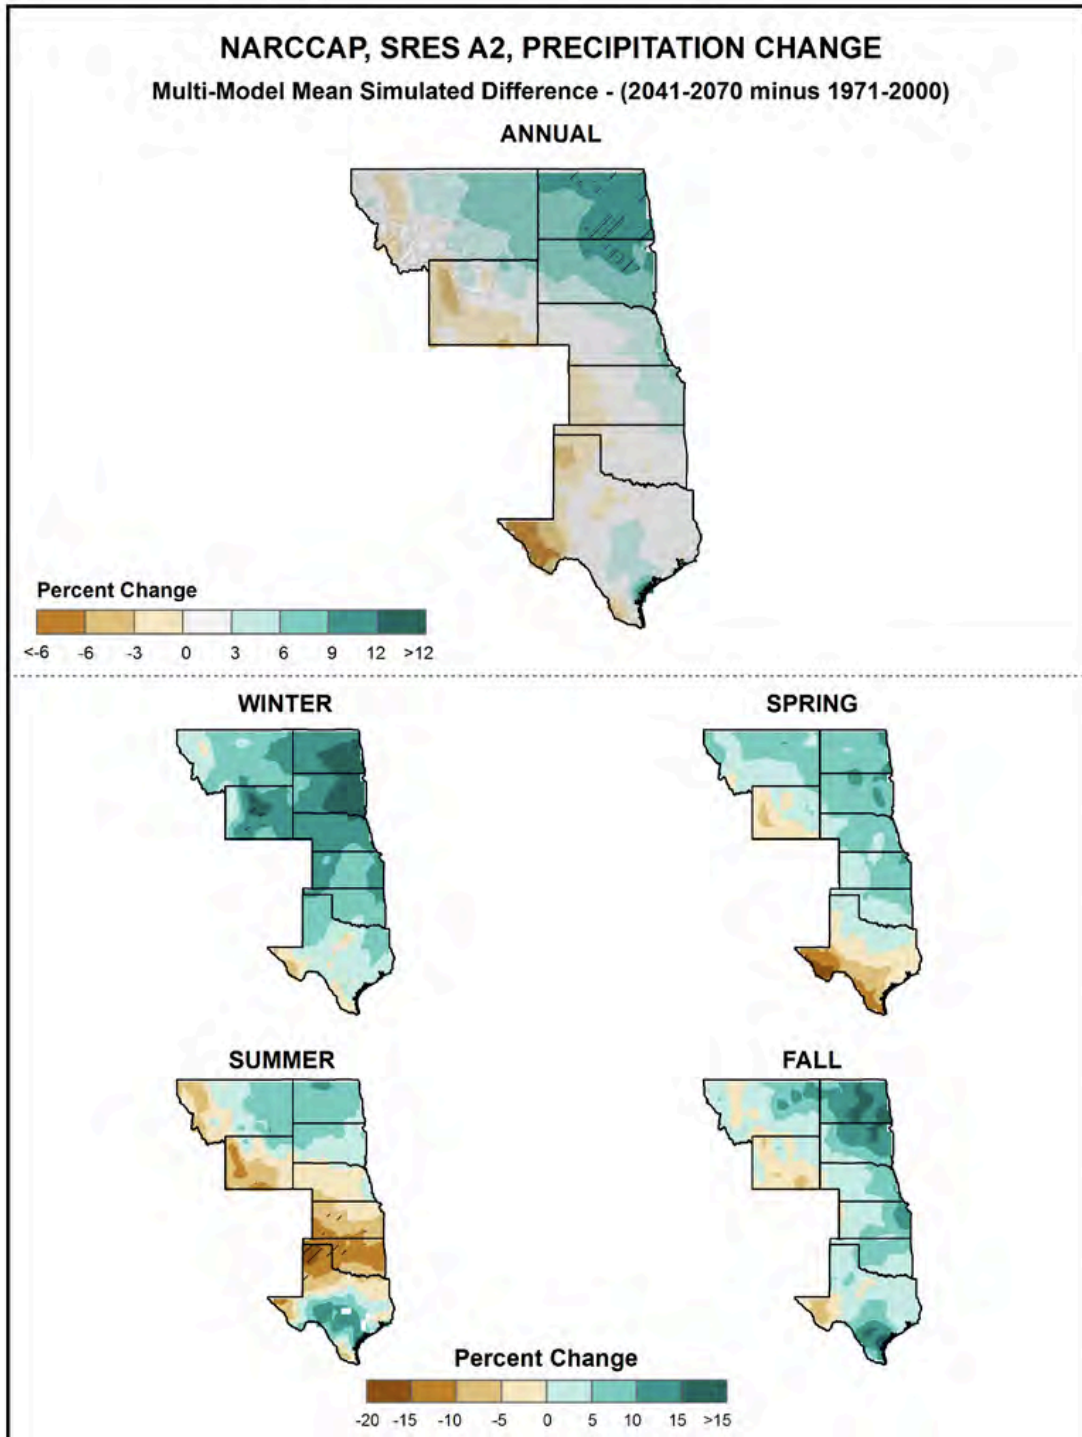 NARCCAP, SRES A2, PRECIPITATION CHANGE
Multi-Model Mean Simulated Difference - (2041-2070 minus 1971-2000)
ANNUAL
Percent Change
<-6 -6 -3 0 3 6 9 12 >12
WINTER SPRING
SUMMER FALL
Percent Change
-20 -15 -10 -5 0 5 10 15 >15